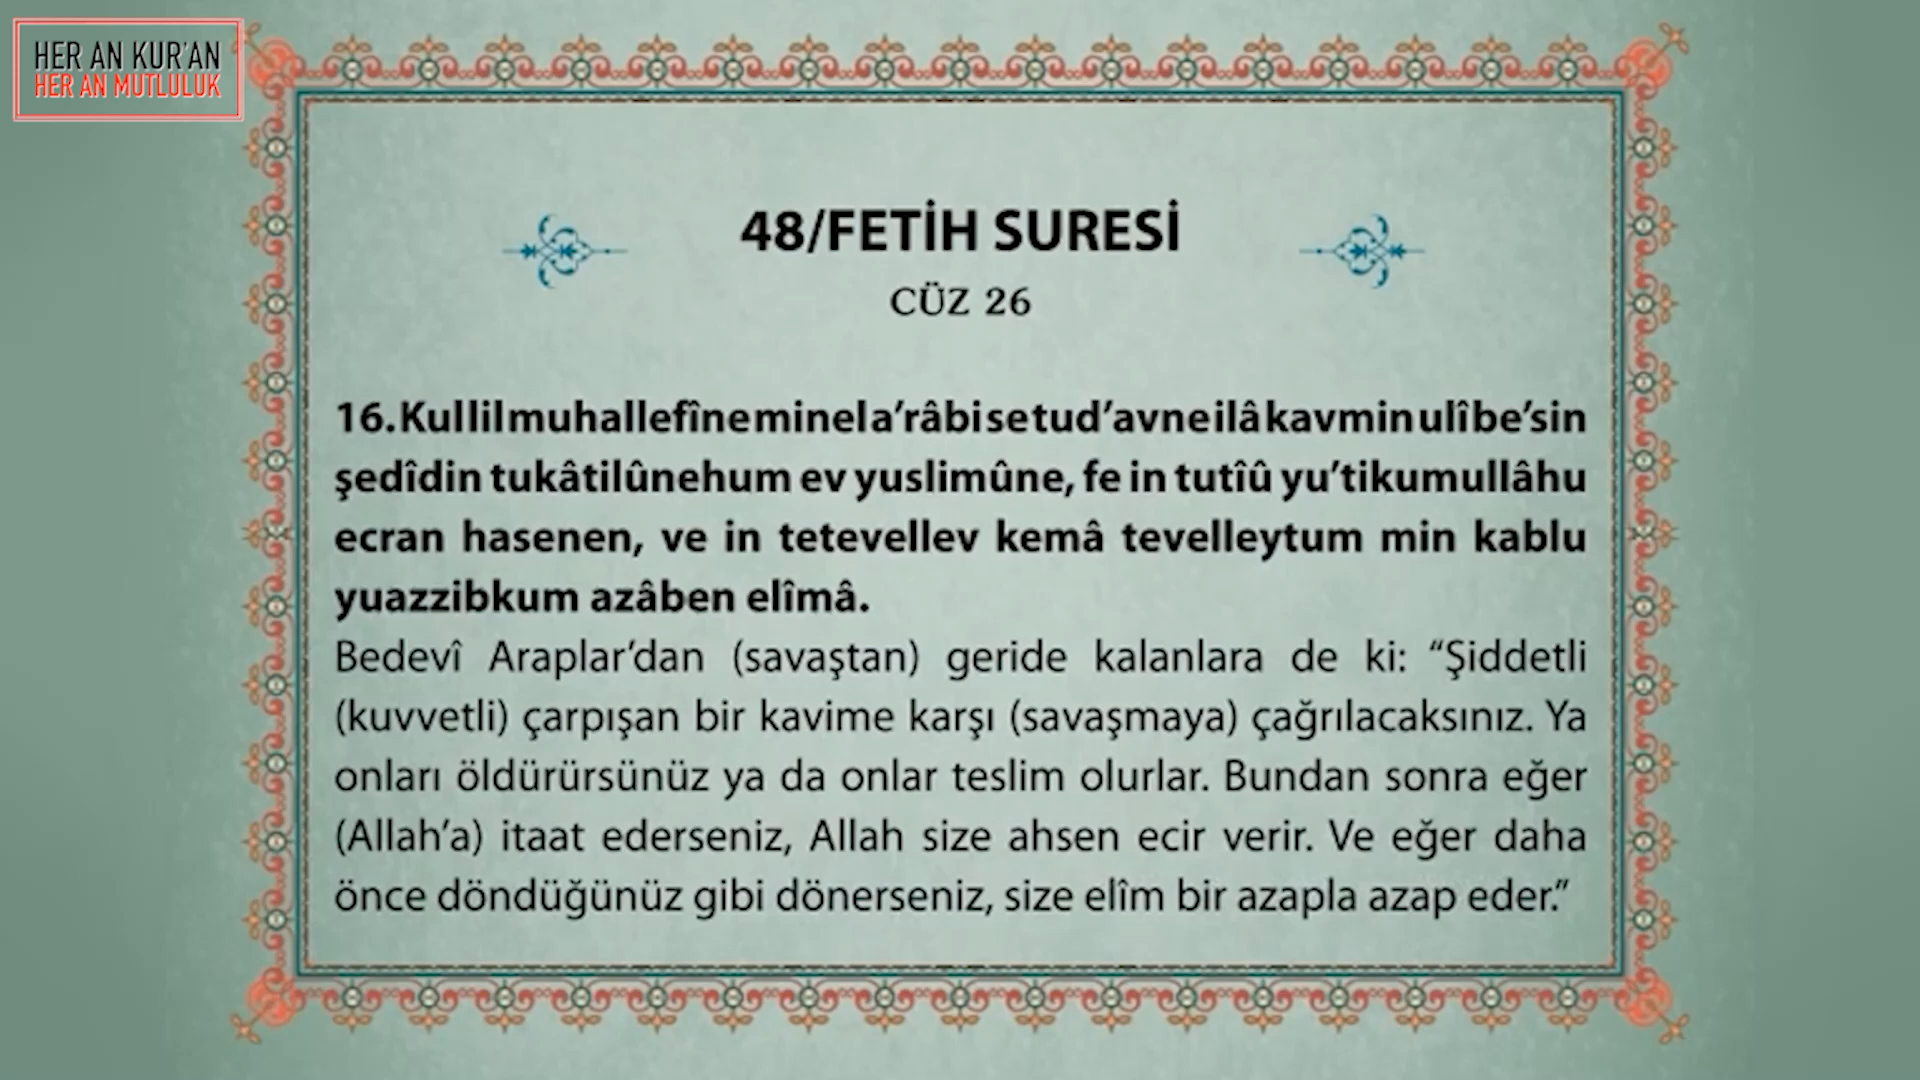 HER AN KUR'AN
HER AN MUTLULUK
48/FETİH SURESİ
CÜZ 26
16. Kul lil muhallefîne minel a’râbi setud’avne ilâ kavmin ulî be’sin
şedîdin tukâtilûnehum ev yuslimûne, fe in tutîû yu’tikumullâhu
ecran hasenen, ve in tetevellev kemâ tevelleytum min kablu
yuazzibkum azâben elîmâ.
Bedevî Araplar’dan (savaştan) geride kalanlara de ki: “Şiddetli
(kuvvetli) çarpışan bir kavime karşı (savaşmaya) çağrılacaksınız. Ya
onları öldürürsünüz ya da onlar teslim olurlar. Bundan sonra eğer
(Allah’a) itaat ederseniz, Allah size ahsen ecir verir. Ve eğer daha
önce döndüğünüz gibi dönerseniz, size elîm bir azapla azap eder.”